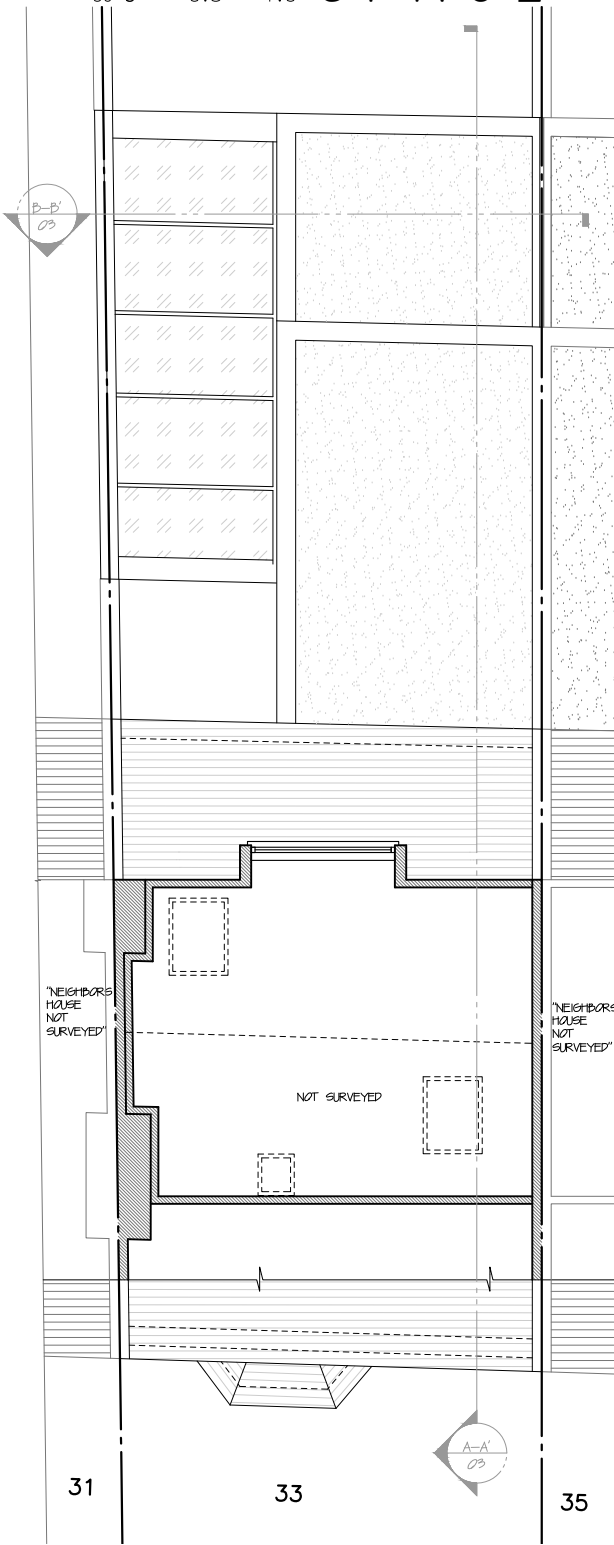 B-B'
03
"NEIGHBORS
HOUSE
NOT
SURVEYED"
"NEIGHBORS
HOUSE
NOT
SURVEYED"
NOT SURVEYED
A-A'
03
31
33
35